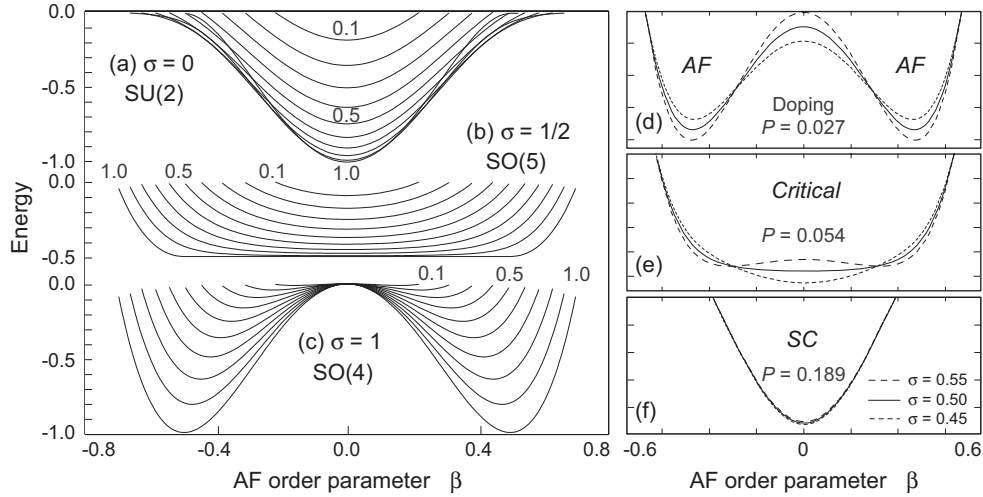 0.0
-0.5
-1.0
0.0
-0.5
0.0
-0.5
-1.0
Energy
0.1
(a) σ = 0
SU(2)
0.5
(b) σ = 1/2
SO(5)
1.0
1.0 0.5 0.1
0.1 0.5 1.0
(c) σ = 1
SO(4)
-0.8 -0.4 0.0 0.4 0.8
AF order parameter β
AF AF
Doping
(d) P = 0.027
Critical
P = 0.054
(e)
SC
P = 0.189
(f)
σ = 0.55
σ = 0.50
σ = 0.45
-0.6 0 0.6
AF order parameter β